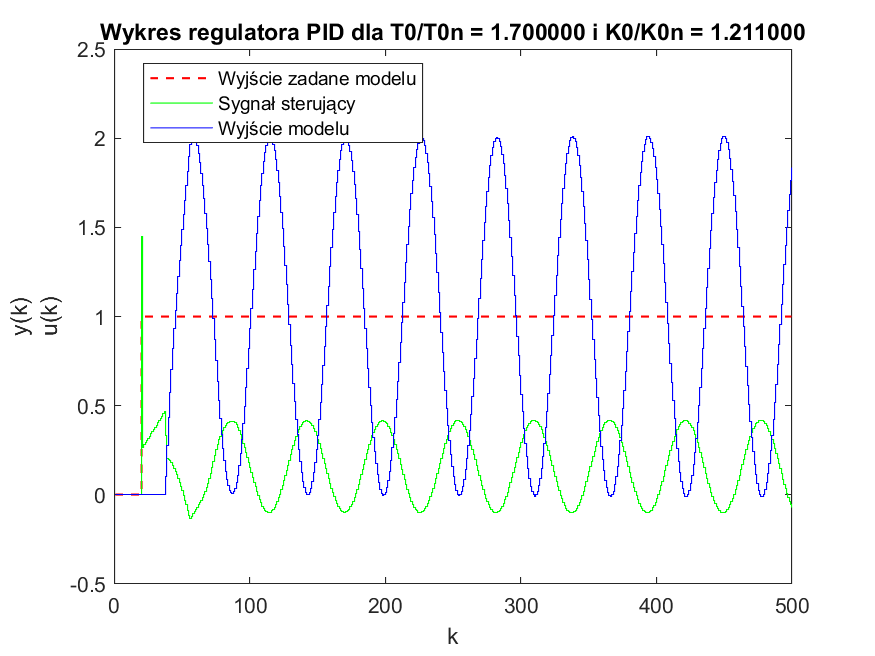 Wykres regulatora PID dla T0/T0n = 1.700000 i K0/K0n = 1.211000
Wyjście zadane modelu
Sygnał sterujący
Wyjście modelu
y(k)
u(k)
2.5
2
1.5
1
0.5
0
-0.5
0
100
200
300
400
500
k